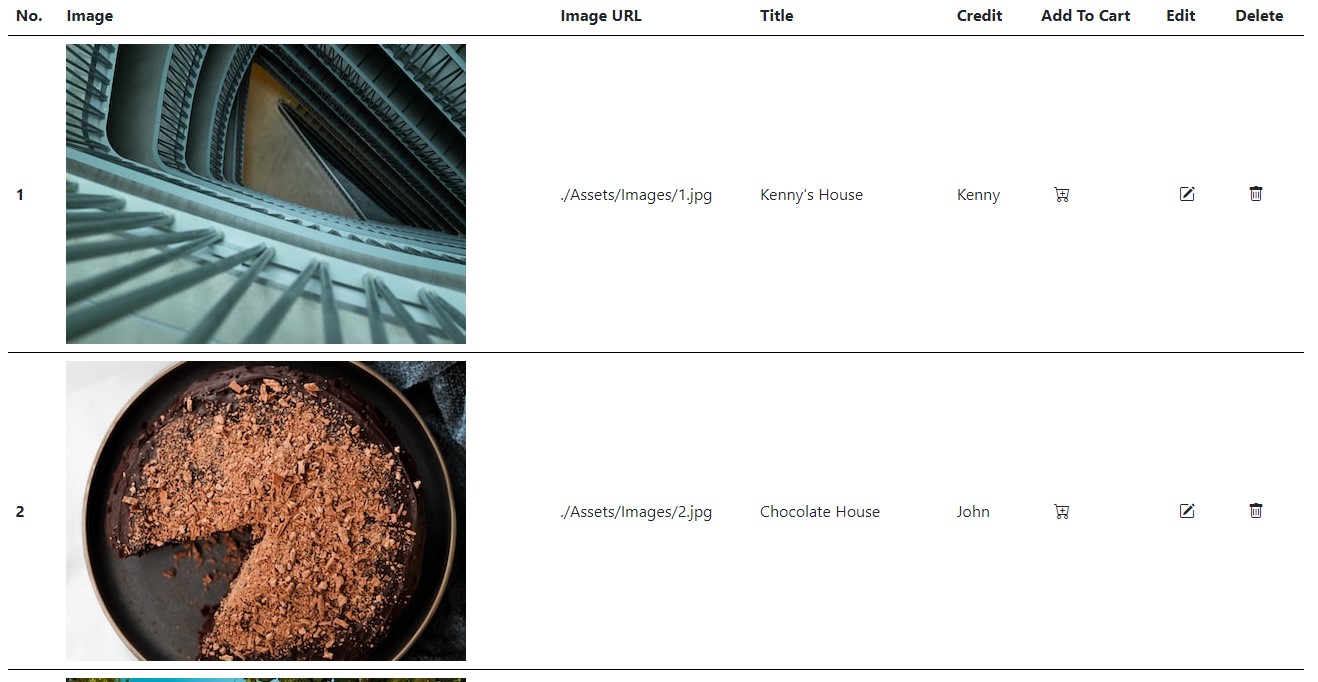 No. Image Image URL Title Credit Add To Cart Edit Delete
1 ./Assets/Images/1.jpg Kenny's House Kenny
2 ./Assets/Images/2.jpg Chocolate House John